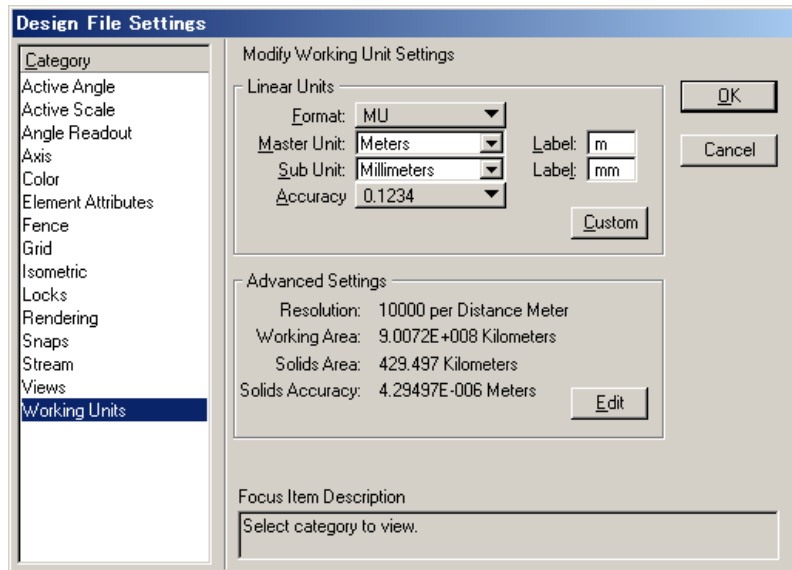 Design File Settings
Category
Active Angle
Active Scale
Angle Readout
Axis
Color
Element Attributes
Fence
Grid
Isometric
Locks
Rendering
Snaps
Stream
Views
Working Units
Modify Working Unit Settings
Linear Units
Format: MU
Master Unit: Meters Label: m
Sub Unit: Millimeters Label: mm
Accuracy 0.1234
Custom
Advanced Settings
Resolution: 10000 per Distance Meter
Working Area: 9.0072E+008 Kilometers
Solids Area: 429.497 Kilometers
Solids Accuracy: 4.29497E-006 Meters
Edit
Focus Item Description
Select category to view.
OK
Cancel